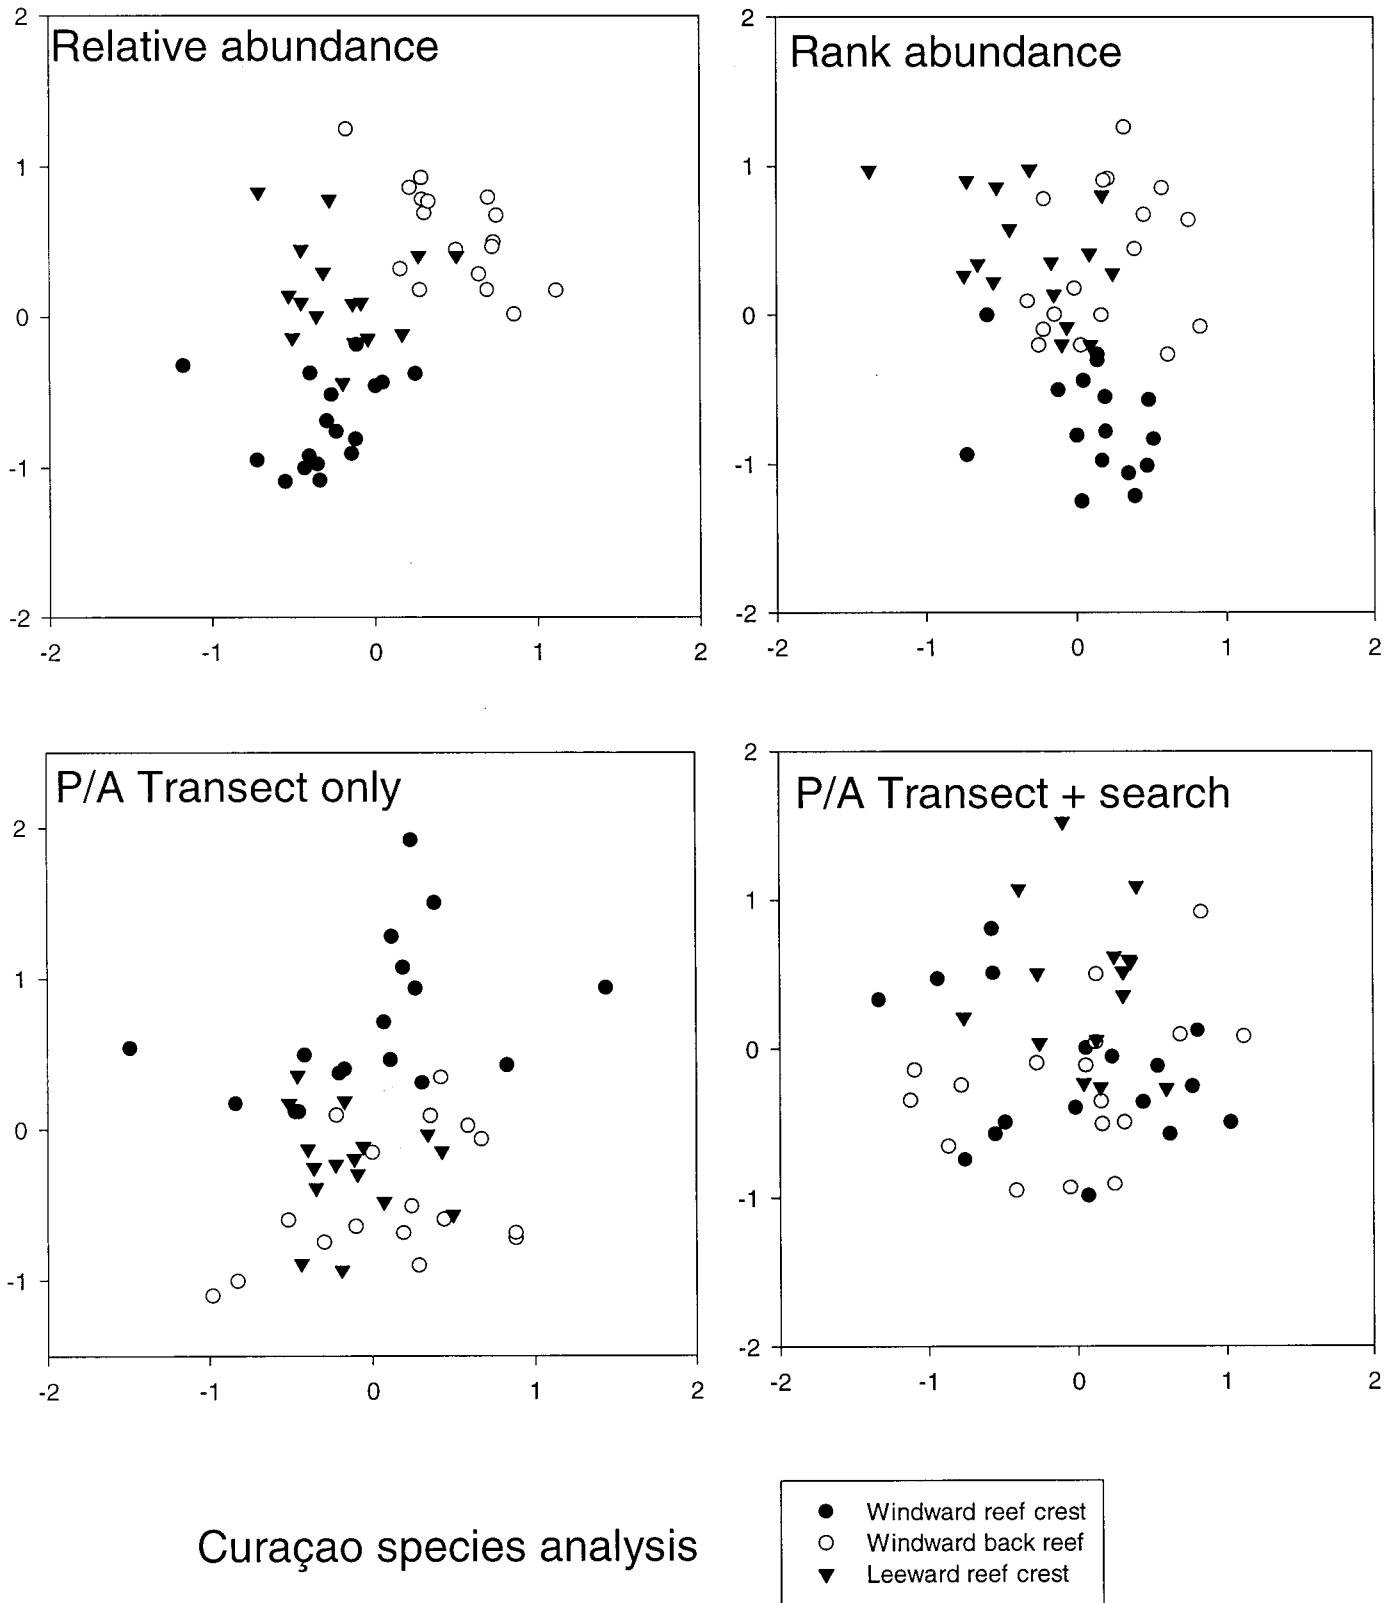 Relative abundance
2
1
0
-1
-2
-2 -1 0 1 2
Rank abundance
2
1
0
-1
-2
-2 -1 0 1 2
P/A Transect only
2
1
0
-1
-2 -1 0 1 2
P/A Transect + search
2
1
0
-1
-2
-2 -1 0 1 2
Curaçao species analysis
Windward reef crest
Windward back reef
Leeward reef crest